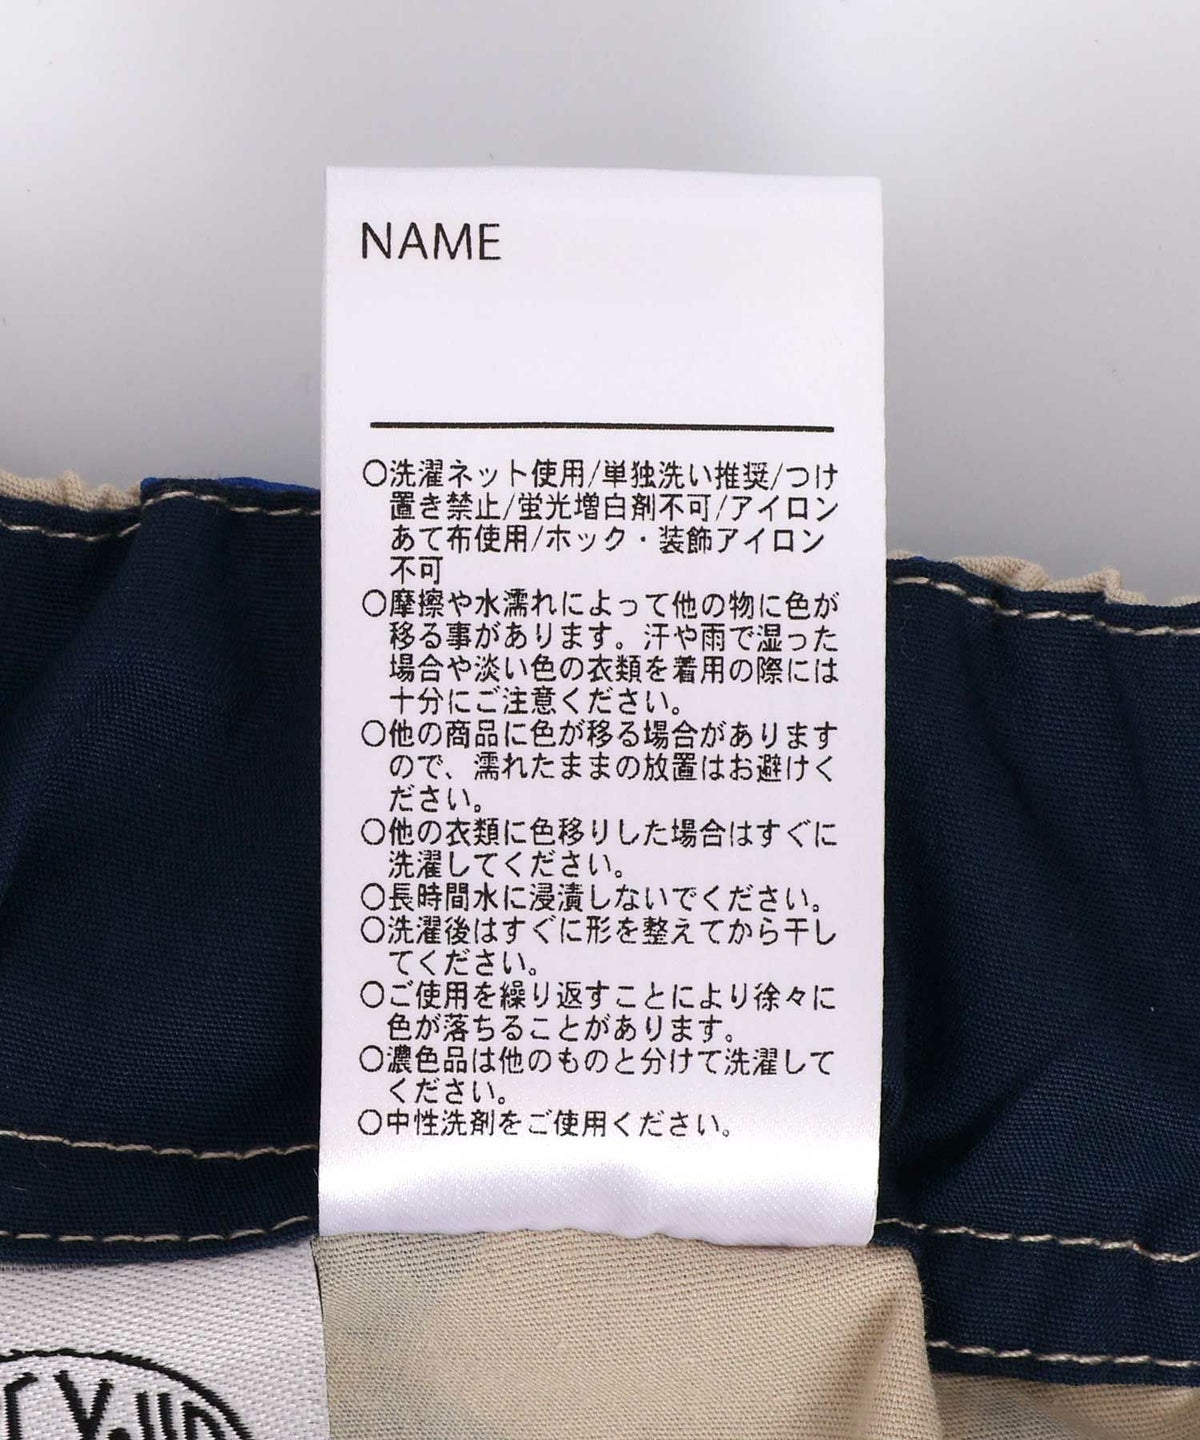 NAME
〇洗濯ネット使用/単独洗い推奨/つけ
置き禁止/蛍光増白剤不可/アイロン
あて布使用/ホック・装飾アイロン
不可
〇摩擦や水濡れによって他の物に色が
移る事があります。汗や雨で湿った
場合や淡い色の衣類を着用の際には
十分にご注意ください。
〇他の商品に色が移る場合があります
ので、濡れたままの放置はお避けく
ださい。
〇他の衣類に色移りした場合はすぐに
洗濯してください。
〇長時間水に浸漬しないでください。
〇洗濯後はすぐに形を整えてから干し
てください。
〇ご使用を繰り返すことにより徐々に
色が落ちることがあります。
〇濃色品は他のものと分けて洗濯して
ください。
〇中性洗剤をご使用ください。